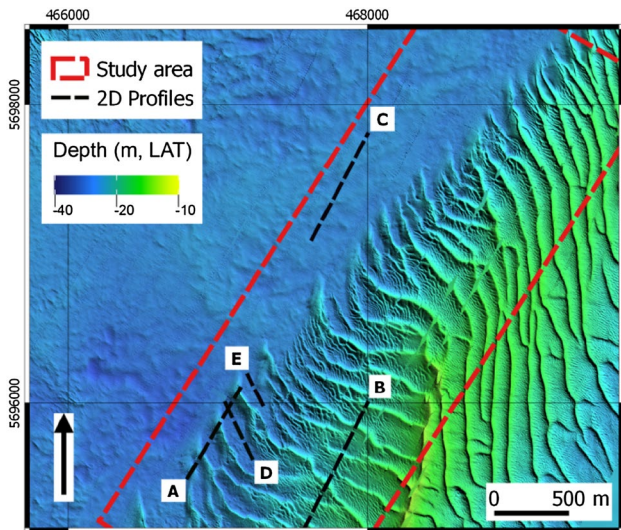 466000 468000
Study area
2D Profiles
5698000
Depth (m, LAT)
-40 -20 -10
C
E
B
5696000
D
A
0 500 m